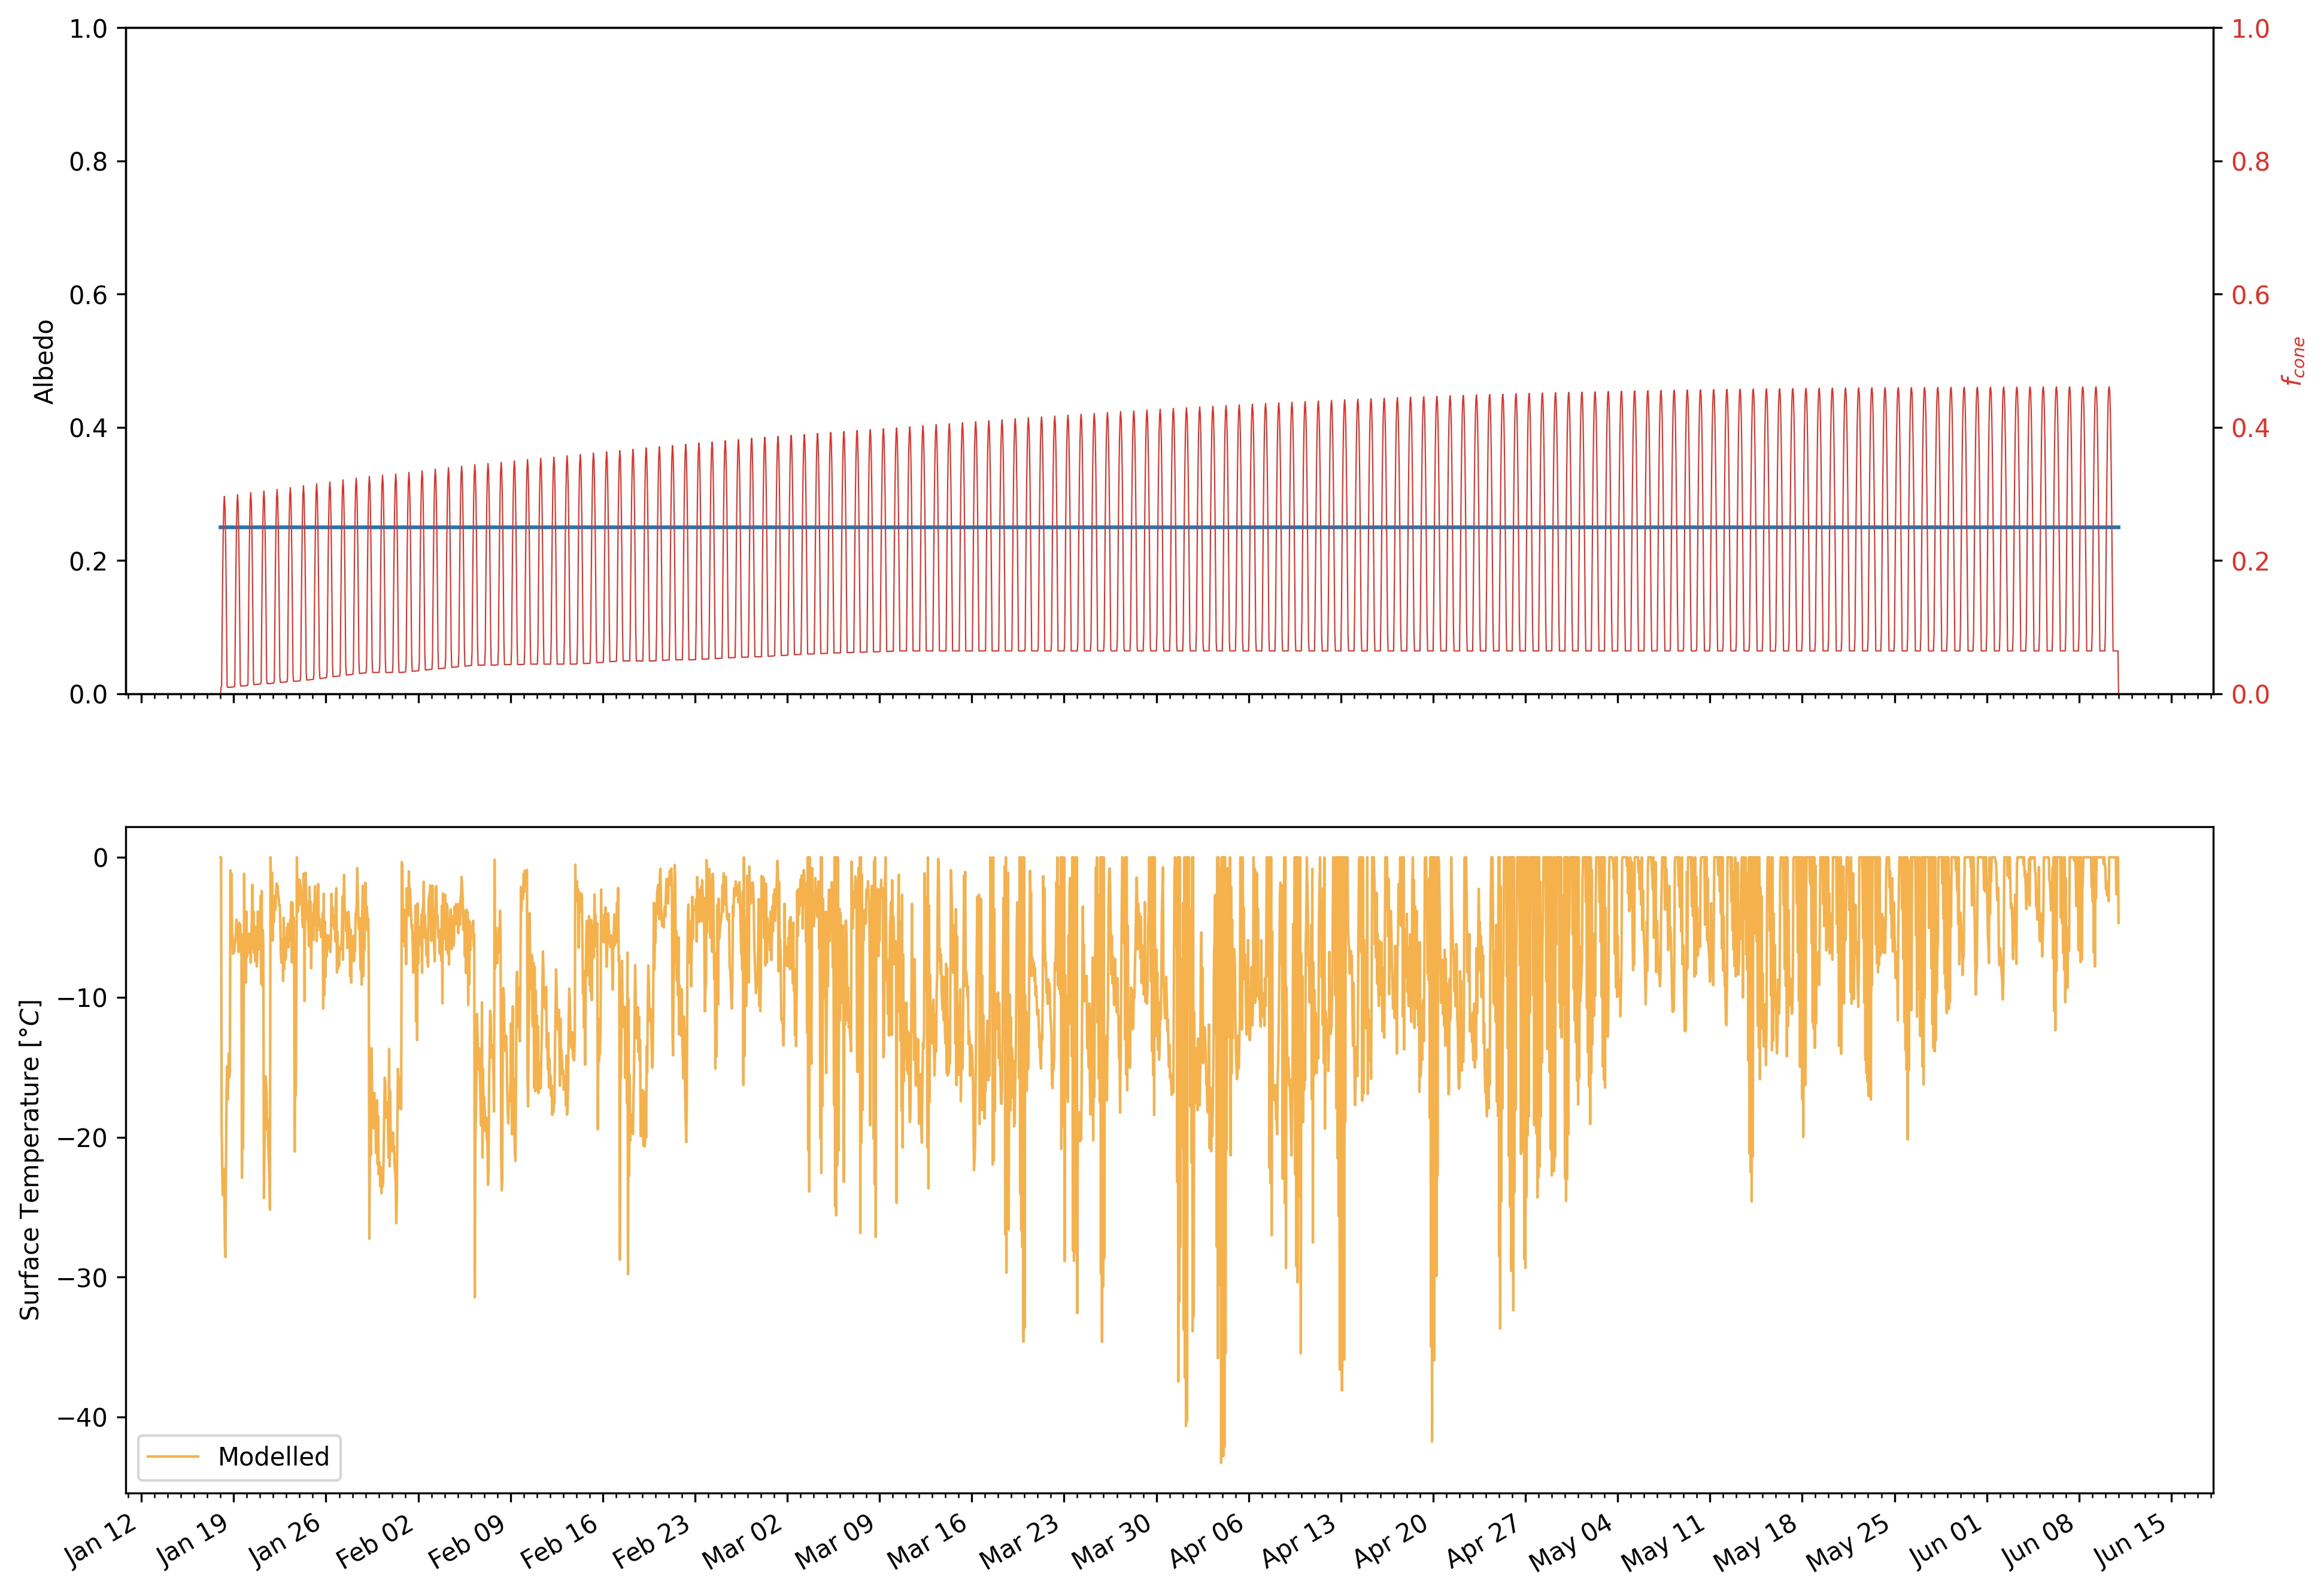 1.0
0.8
0.6
0.4
0.2
0.0
Albedo
1.0
0.8
0.6
0.4
0.2
0.0
f_cone
0
−10
−20
−30
−40
Surface Temperature [°C]
Modelled
Jan 12
Jan 19
Jan 26
Feb 02
Feb 09
Feb 16
Feb 23
Mar 02
Mar 09
Mar 16
Mar 23
Mar 30
Apr 06
Apr 13
Apr 20
Apr 27
May 04
May 11
May 18
May 25
Jun 01
Jun 08
Jun 15